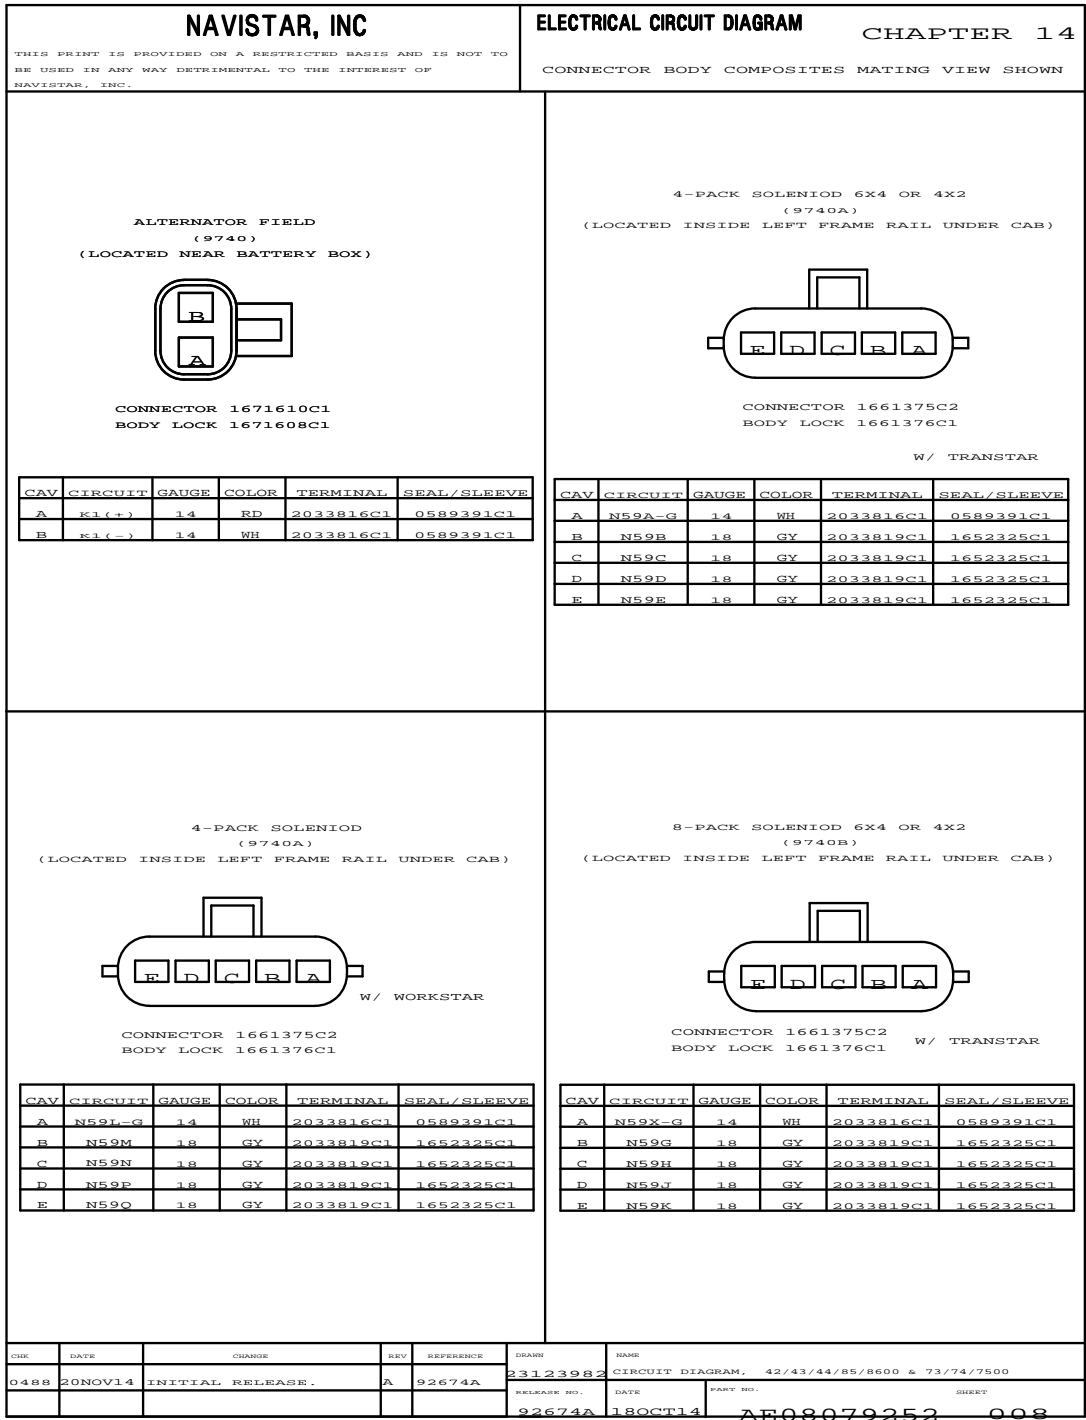 NAVISTAR, INC
THIS PRINT IS PROVIDED ON A RESTRICTED BASIS AND IS NOT TO
BE USED IN ANY WAY DETRIMENTAL TO THE INTEREST OF
NAVISTAR, INC.
ELECTRICAL CIRCUIT DIAGRAM
CHAPTER 14
CONNECTOR BODY COMPOSITES MATING VIEW SHOWN
ALTERNATOR FIELD
(9740)
(LOCATED NEAR BATTERY BOX)
B
A
CONNECTOR 1671610C1
BODY LOCK 1671608C1
CAV CIRCUIT GAUGE COLOR TERMINAL SEAL/SLEEVE
A K1(+) 14 RD 2033816C1 0589391C1
B K1(-) 14 WH 2033816C1 0589391C1
4-PACK SOLENIOD 6X4 OR 4X2
(9740A)
(LOCATED INSIDE LEFT FRAME RAIL UNDER CAB)
E D C B A
CONNECTOR 1661375C2
BODY LOCK 1661376C1
W/ TRANSTAR
CAV CIRCUIT GAUGE COLOR TERMINAL SEAL/SLEEVE
A N59A-G 14 WH 2033816C1 0589391C1
B N59B 18 GY 2033819C1 1652325C1
C N59C 18 GY 2033819C1 1652325C1
D N59D 18 GY 2033819C1 1652325C1
E N59E 18 GY 2033819C1 1652325C1
4-PACK SOLENIOD
(9740A)
(LOCATED INSIDE LEFT FRAME RAIL UNDER CAB)
E D C B A
W/ WORKSTAR
CONNECTOR 1661375C2
BODY LOCK 1661376C1
CAV CIRCUIT GAUGE COLOR TERMINAL SEAL/SLEEVE
A N59L-G 14 WH 2033816C1 0589391C1
B N59M 18 GY 2033819C1 1652325C1
C N59N 18 GY 2033819C1 1652325C1
D N59P 18 GY 2033819C1 1652325C1
E N59Q 18 GY 2033819C1 1652325C1
8-PACK SOLENIOD 6X4 OR 4X2
(9740B)
(LOCATED INSIDE LEFT FRAME RAIL UNDER CAB)
E D C B A
CONNECTOR 1661375C2
BODY LOCK 1661376C1
W/ TRANSTAR
CAV CIRCUIT GAUGE COLOR TERMINAL SEAL/SLEEVE
A N59X-G 14 WH 2033816C1 0589391C1
B N59G 18 GY 2033819C1 1652325C1
C N59H 18 GY 2033819C1 1652325C1
D N59J 18 GY 2033819C1 1652325C1
E N59K 18 GY 2033819C1 1652325C1
CHK DATE CHANGE REV REFERENCE
0488 20NOV14 INITIAL RELEASE. A 92674A
DRAWN
23123982
NAME
CIRCUIT DIAGRAM, 42/43/44/85/8600 & 73/74/7500
RELEASE NO. DATE PART NO. SHEET
92674A 18OCT14 AE08079252 008